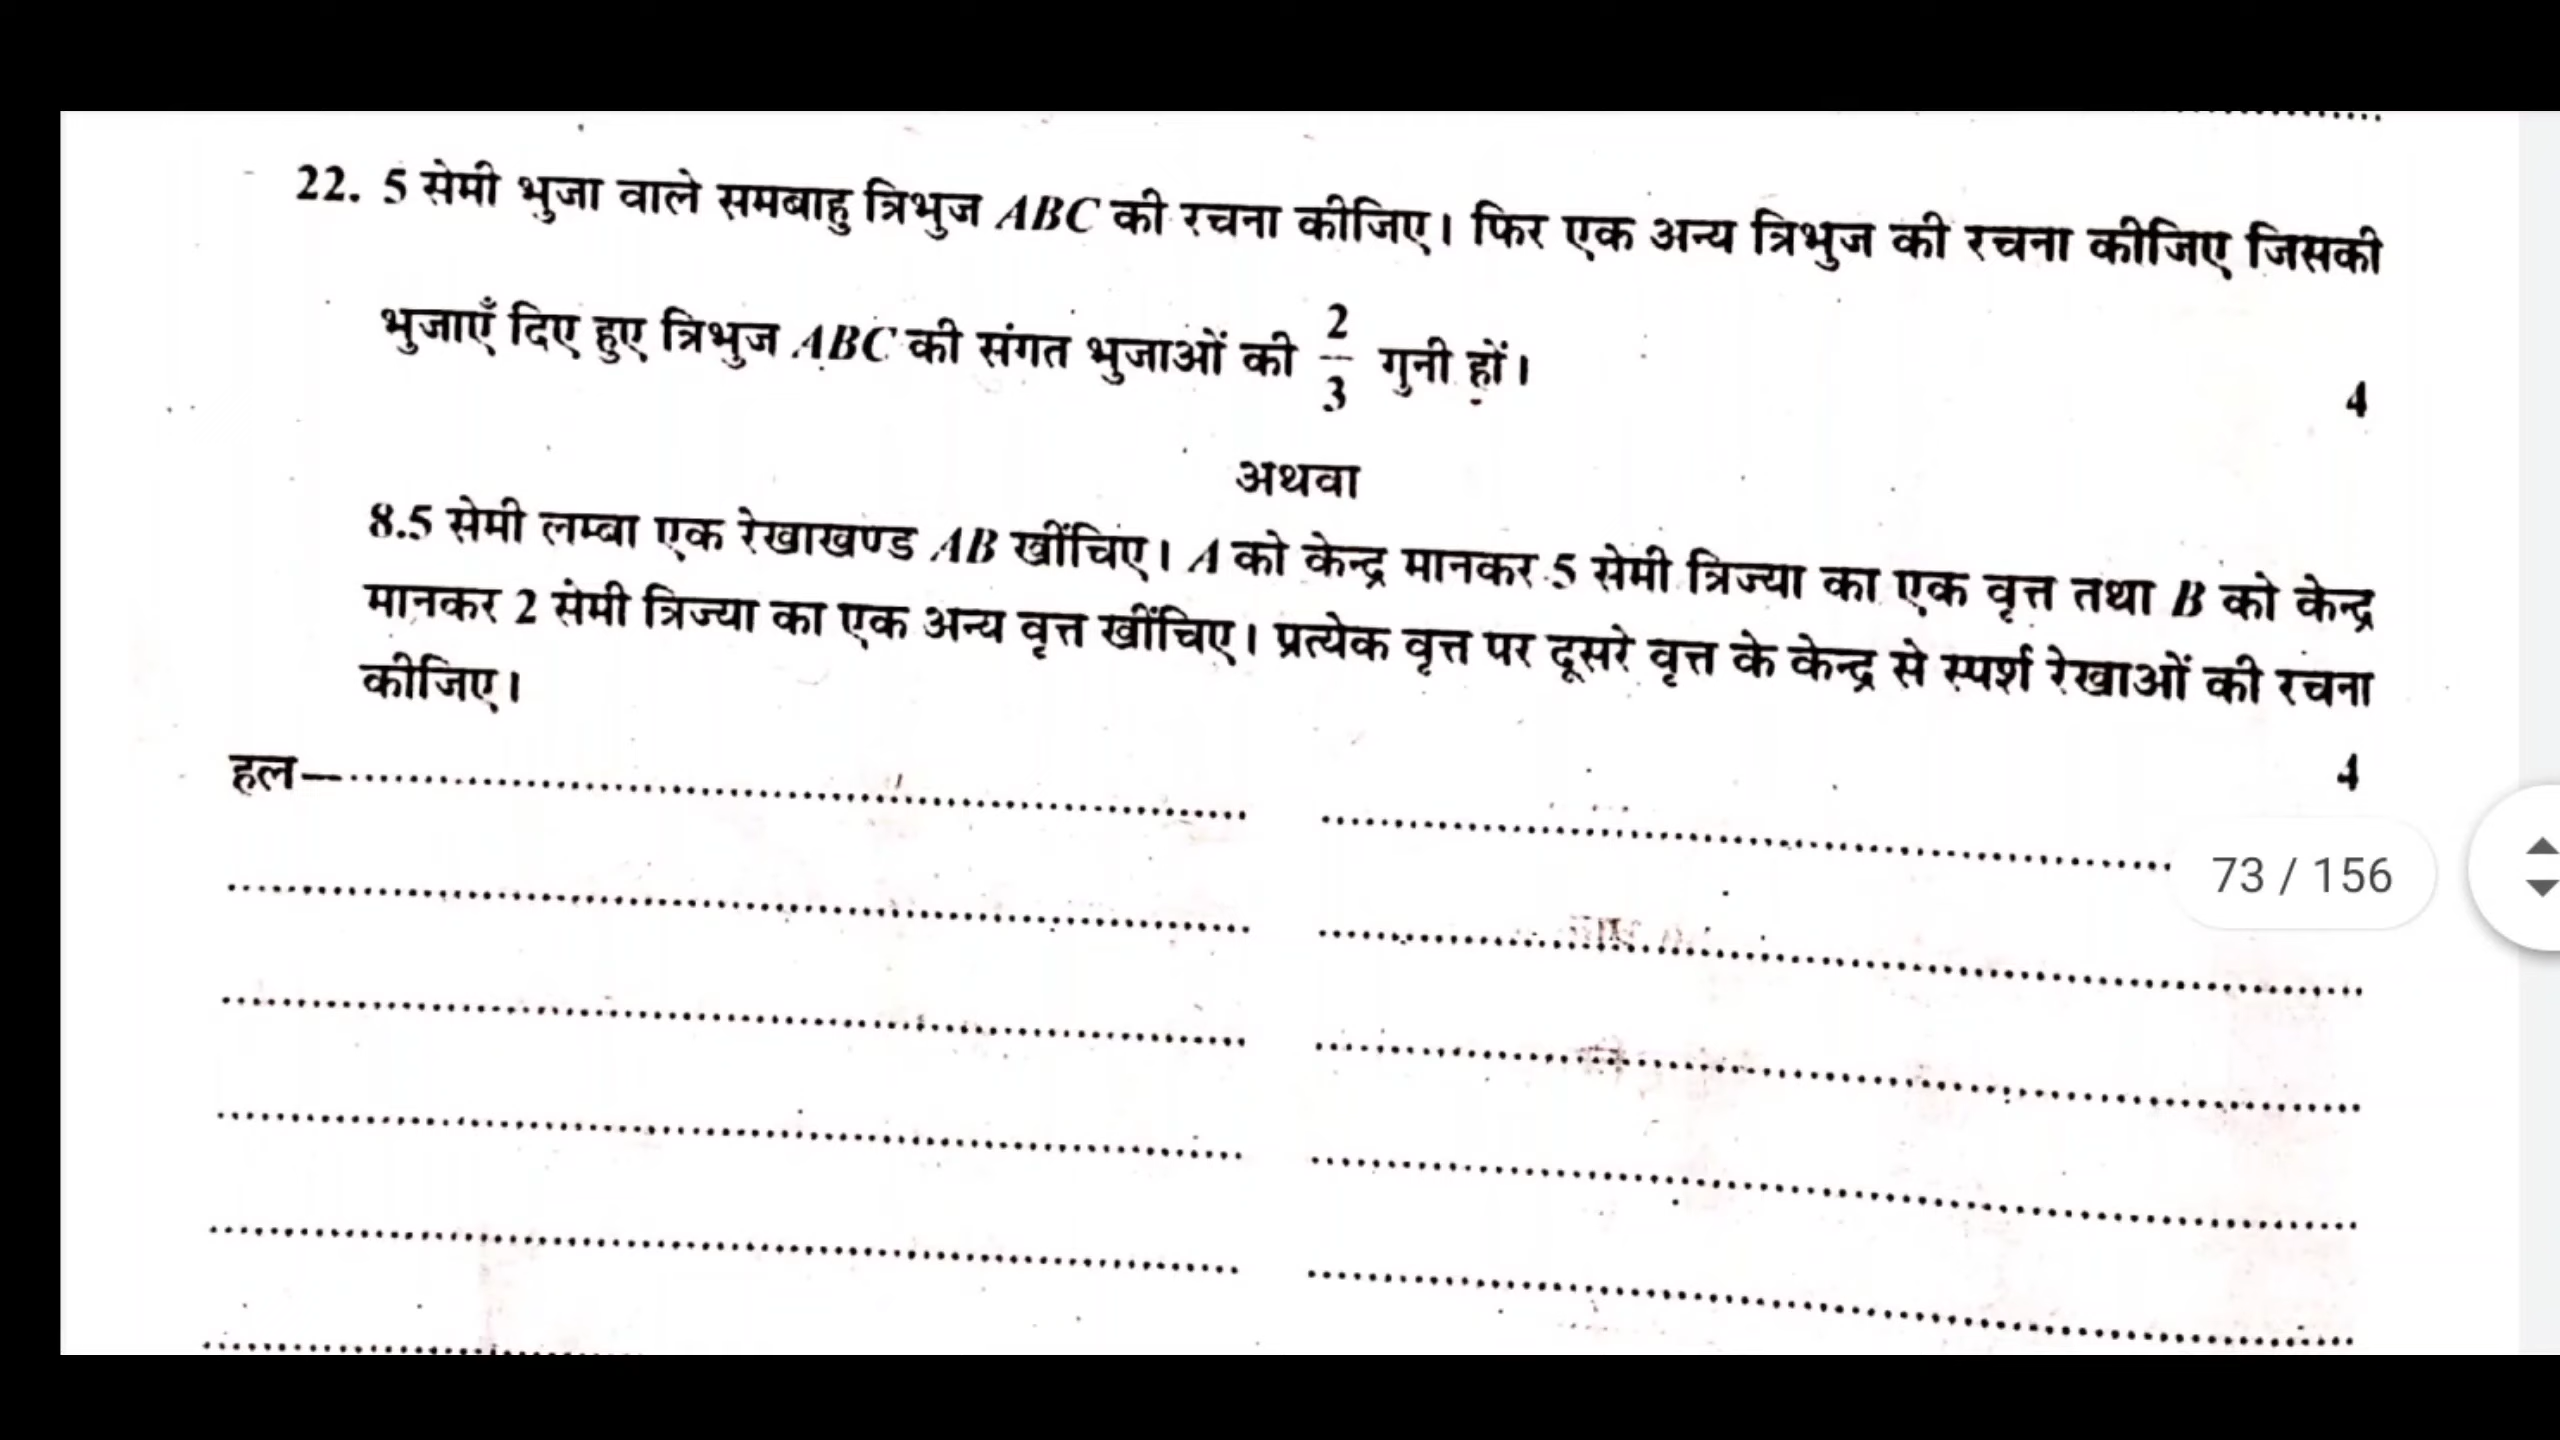 22. 5 सेमी भुजा वाले समबाहु त्रिभुज ABC की रचना कीजिए। फिर एक अन्य त्रिभुज की रचना कीजिए जिसकी
भुजाएँ दिए हुए त्रिभुज ABC की संगत भुजाओं की 2/3 गुनी हों।
4
अथवा
8.5 सेमी लम्बा एक रेखाखण्ड AB खींचिए। A को केन्द्र मानकर 5 सेमी त्रिज्या का एक वृत्त तथा B को केन्द्र
मानकर 2 सेमी त्रिज्या का एक अन्य वृत्त खींचिए। प्रत्येक वृत्त पर दूसरे वृत्त के केन्द्र से स्पर्श रेखाओं की रचना
कीजिए।
4
हल—
73 / 156